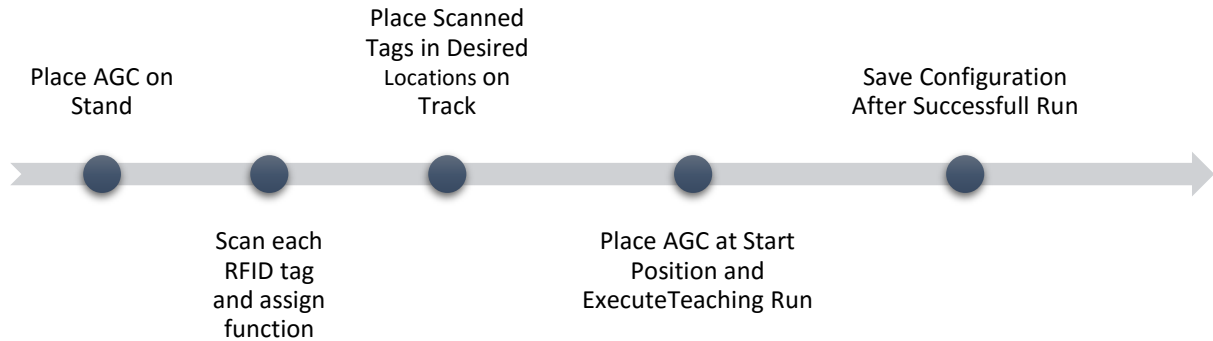 Place AGC on
Stand
Scan each
RFID tag
and assign
function
Place Scanned
Tags in Desired
Locations on
Track
Place AGC at Start
Position and
ExecuteTeaching Run
Save Configuration
After Successfull Run